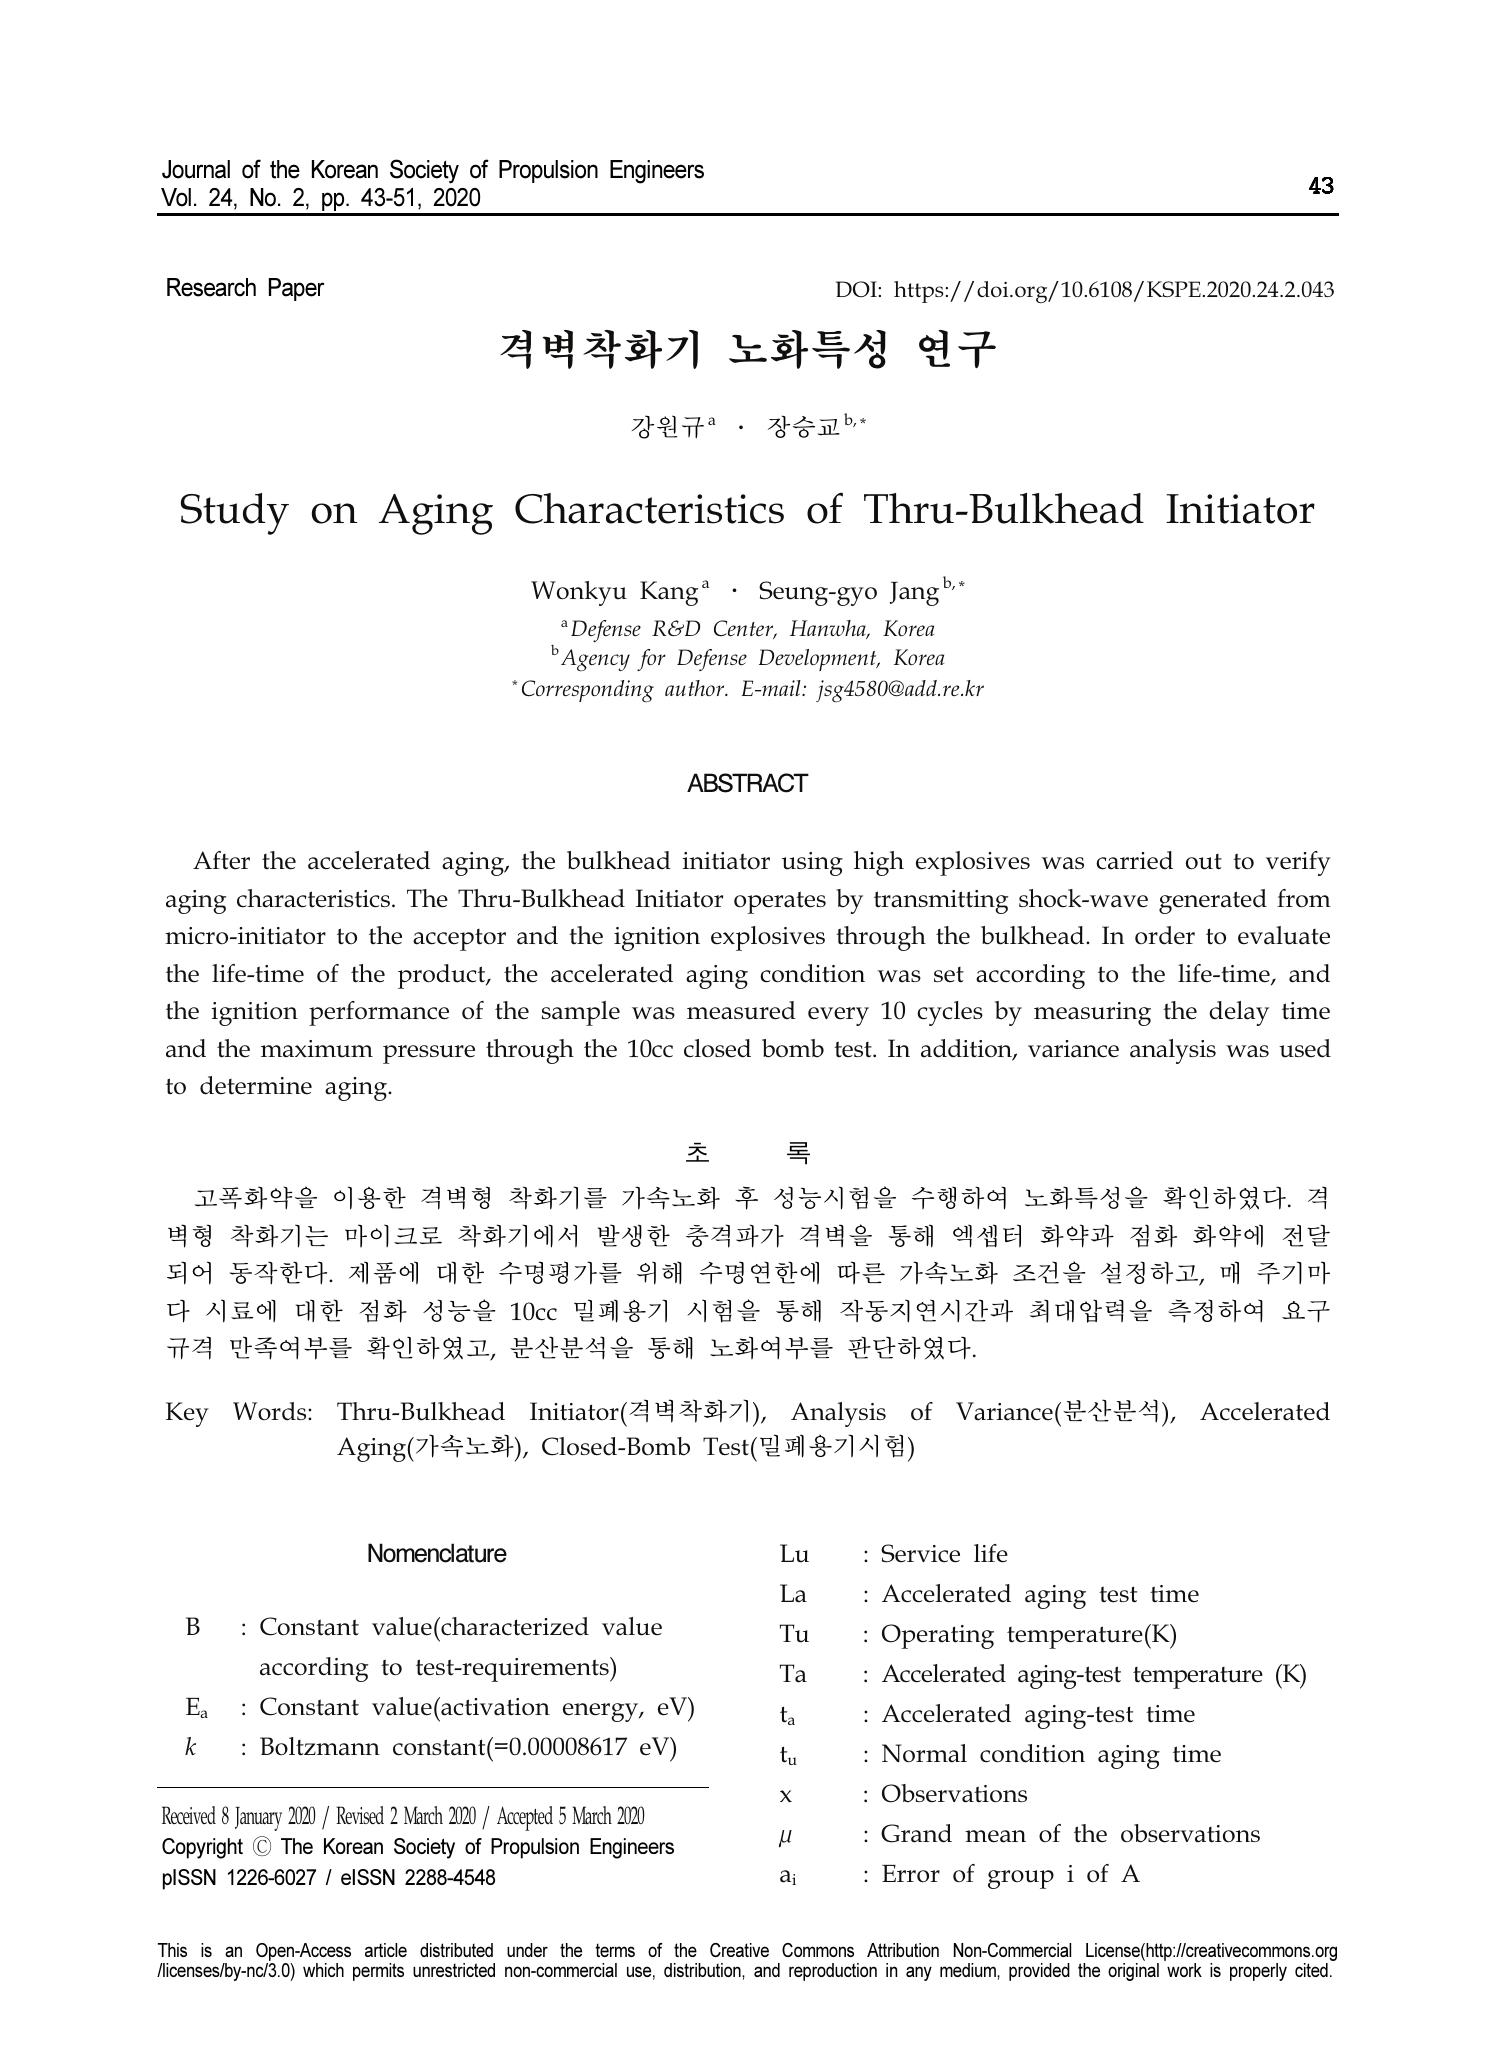 Journal of the Korean Society of Propulsion Engineers
Vol. 24, No. 2, pp. 43-51, 2020
43
Research Paper
DOI: https://doi.org/10.6108/KSPE.2020.24.2.043
격벽착화기 노화특성 연구
강원규 a · 장승교 b,*
Study on Aging Characteristics of Thru-Bulkhead Initiator
Wonkyu Kang a · Seung-gyo Jang b,*
a Defense R&D Center, Hanwha, Korea
b Agency for Defense Development, Korea
* Corresponding author. E-mail: jsg4580@add.re.kr
ABSTRACT
After the accelerated aging, the bulkhead initiator using high explosives was carried out to verify
aging characteristics. The Thru-Bulkhead Initiator operates by transmitting shock-wave generated from
micro-initiator to the acceptor and the ignition explosives through the bulkhead. In order to evaluate
the life-time of the product, the accelerated aging condition was set according to the life-time, and
the ignition performance of the sample was measured every 10 cycles by measuring the delay time
and the maximum pressure through the 10cc closed bomb test. In addition, variance analysis was used
to determine aging.
초 록
고폭화약을 이용한 격벽형 착화기를 가속노화 후 성능시험을 수행하여 노화특성을 확인하였다. 격
벽형 착화기는 마이크로 착화기에서 발생한 충격파가 격벽을 통해 엑셉터 화약과 점화 화약에 전달
되어 동작한다. 제품에 대한 수명평가를 위해 수명연한에 따른 가속노화 조건을 설정하고, 매 주기마
다 시료에 대한 점화 성능을 10cc 밀폐용기 시험을 통해 작동지연시간과 최대압력을 측정하여 요구
규격 만족여부를 확인하였고, 분산분석을 통해 노화여부를 판단하였다.
Key Words: Thru-Bulkhead Initiator(격벽착화기), Analysis of Variance(분산분석), Accelerated
Aging(가속노화), Closed-Bomb Test(밀폐용기시험)
Nomenclature
B : Constant value(characterized value
according to test-requirements)
Ea : Constant value(activation energy, eV)
k : Boltzmann constant(=0.00008617 eV)
Received 8 January 2020 / Revised 2 March 2020 / Accepted 5 March 2020
Copyright Ⓒ The Korean Society of Propulsion Engineers
pISSN 1226-6027 / eISSN 2288-4548
Lu : Service life
La : Accelerated aging test time
Tu : Operating temperature(K)
Ta : Accelerated aging-test temperature (K)
ta : Accelerated aging-test time
tu : Normal condition aging time
x : Observations
μ : Grand mean of the observations
ai : Error of group i of A
This is an Open-Access article distributed under the terms of the Creative Commons Attribution Non-Commercial License(http://creativecommons.org
/licenses/by-nc/3.0) which permits unrestricted non-commercial use, distribution, and reproduction in any medium, provided the original work is properly cited.